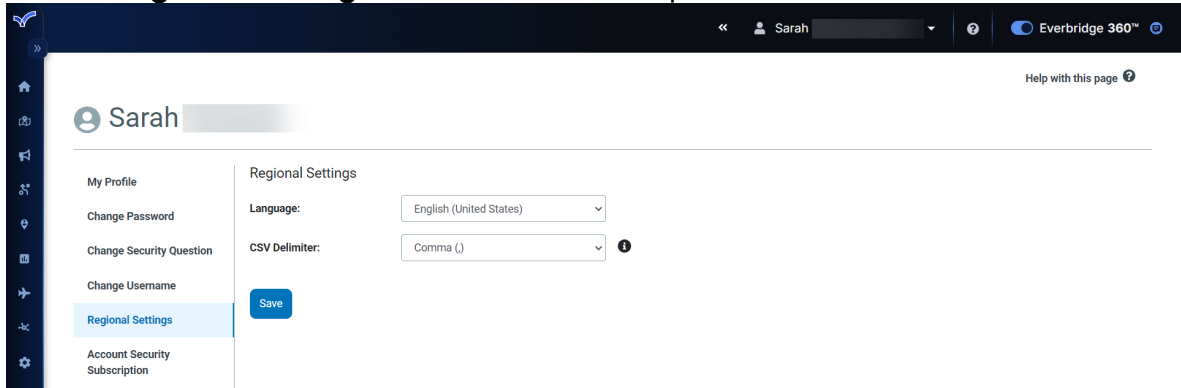 « Sarah Everbridge 360™
»
Help with this page
Sarah
My Profile
Change Password
Change Security Question
Change Username
Regional Settings
Account Security
Subscription
Regional Settings
Language: English (United States)
CSV Delimiter: Comma (,)
Save